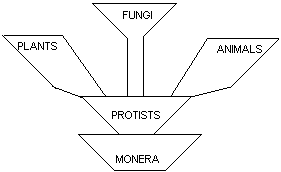 FUNGI
PLANTS
ANIMALS
PROTISTS
MONERA